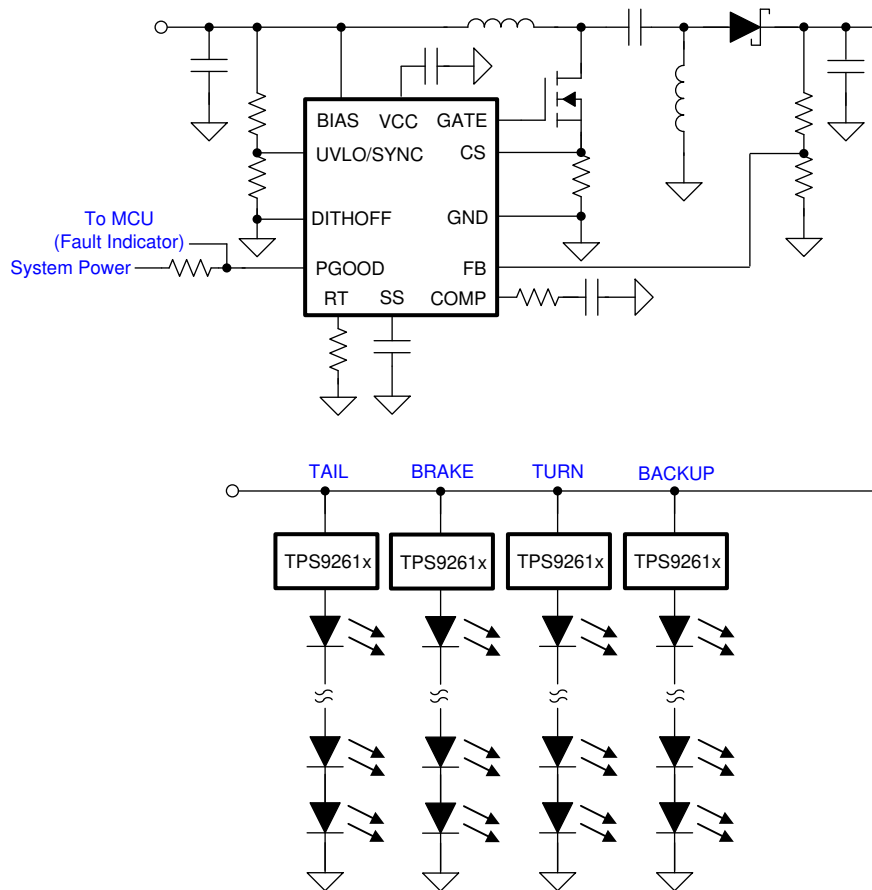 BIAS VCC GATE
UVLO/SYNC CS
To MCU
(Fault Indicator)
DITHOFF GND
System Power
PGOOD FB
RT SS COMP
TAIL BRAKE TURN BACKUP
TPS9261x TPS9261x TPS9261x TPS9261x